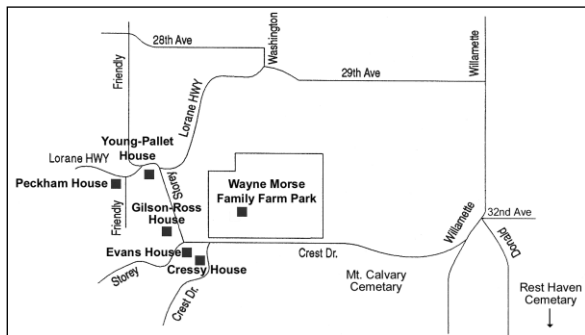 28th Ave
Washington
Willamette
Friendly
29th Ave
Lorane HWY
Young-Pallet
House
Lorane HWY
Storey
Peckham House
Wayne Morse
Family Farm Park
Friendly
Gilson-Ross
House
32nd Ave
Willamette
Donald
Evans House
Crest Dr.
Cressy House
Storey
Crest Dr.
Mt. Calvary
Cemetery
Rest Haven
Cemetery